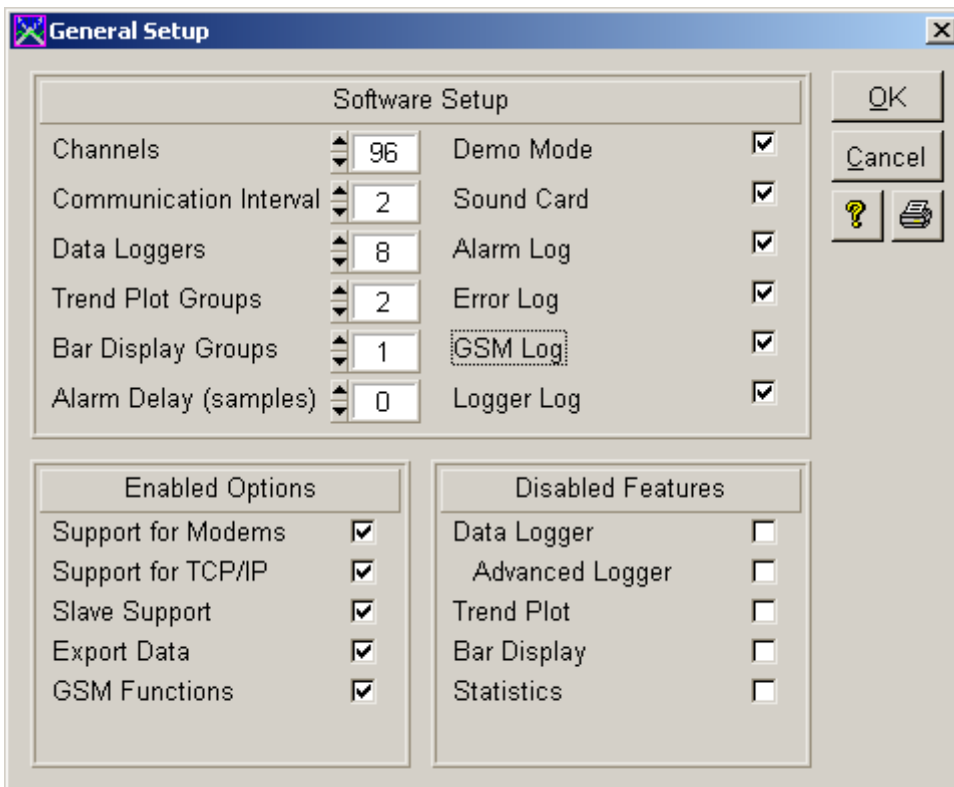 General Setup
Software Setup
Channels 96 Demo Mode
Communication Interval 2 Sound Card
Data Loggers 8 Alarm Log
Trend Plot Groups 2 Error Log
Bar Display Groups 1 GSM Log
Alarm Delay (samples) 0 Logger Log
OK
Cancel
?
Enabled Options
Support for Modems
Support for TCP/IP
Slave Support
Export Data
GSM Functions
Disabled Features
Data Logger
Advanced Logger
Trend Plot
Bar Display
Statistics